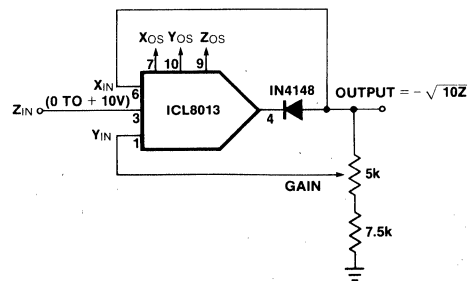 XOS YOS ZOS
7 10 9
XIN
6
IN4148
OUTPUT = – √10Z
ZIN (0 TO + 10V)
3
ICL8013
4
YIN
1
5k
GAIN
7.5k